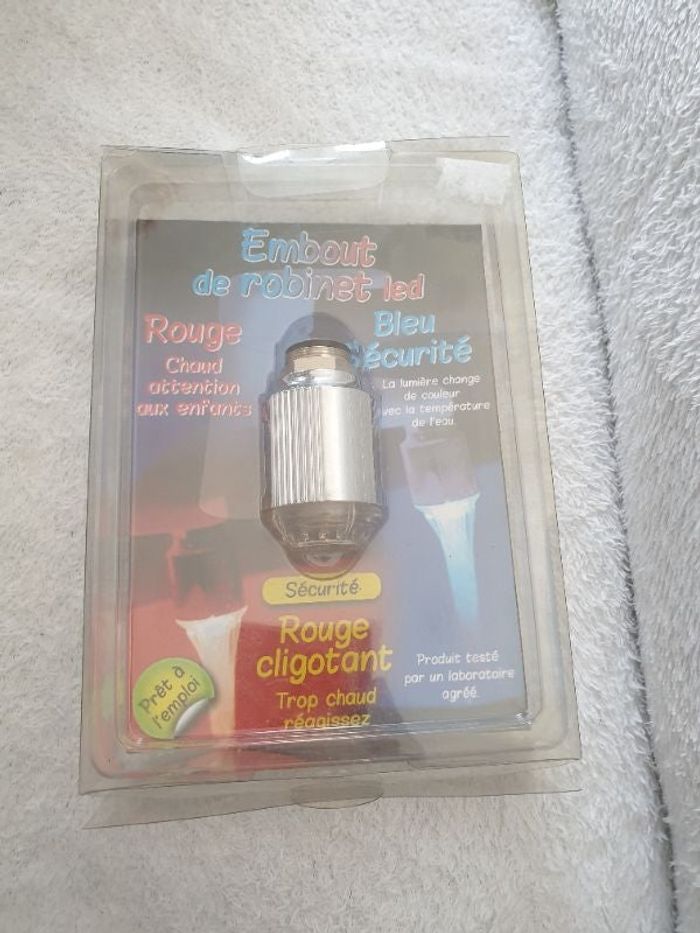 Embout
de robinet led
Rouge
Chaud
attention
aux enfants
Bleu
Sécurité
La lumière change
de couleur
avec la température
de l'eau.
Sécurité
Rouge
cligotant
Trop chaud
réagissez
Prêt à
l'emploi
Produit testé
par un laboratoire
agréé.